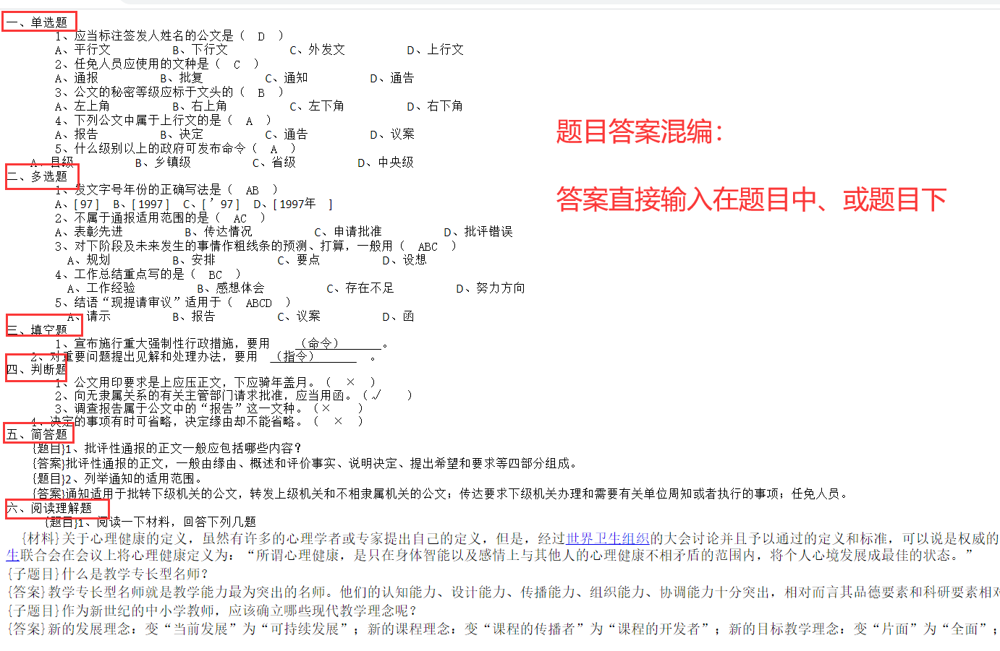 一、单选题
1、应当标注签发人姓名的公文是（ D ）
A、平行文 B、下行文 C、外发文 D、上行文
2、任免人员应使用的文种是（ C ）
A、通报 B、批复 C、通知 D、通告
3、公文的秘密等级应标于文头的（ B ）
A、左上角 B、右上角 C、左下角 D、右下角
4、下列公文中属于上行文的是（ A ）
A、报告 B、决定 C、通告 D、议案
5、什么级别以上的政府可发布命令（ A ）
A、县级 B、乡镇级 C、省级 D、中央级
题目答案混编：
答案直接输入在题目中、或题目下
二、多选题
1、发文字号年份的正确写法是（ AB ）
A、[97] B、[1997] C、[’97] D、[1997年 ]
2、不属于通报适用范围的是（ AC ）
A、表彰先进 B、传达情况 C、申请批准 D、批评错误
3、对下阶段及未来发生的事情作粗线条的预测、打算，一般用（ ABC ）
A、规划 B、安排 C、要点 D、设想
4、工作总结重点写的是（ BC ）
A、工作经验 B、感想体会 C、存在不足 D、努力方向
5、结语“现提请审议”适用于（ ABCD ）
A、请示 B、报告 C、议案 D、函
三、填空题
1、宣布施行重大强制性行政措施，要用 （命令） 。
2、对重要问题提出见解和处理办法，要用 （指令） 。
四、判断题
1、公文用印要求是上应压正文，下应骑年盖月。（ × ）
2、向无隶属关系的有关主管部门请求批准，应当用函。（√ ）
3、调查报告属于公文中的“报告”这一文种。（× ）
4、决定的事项有时可省略，决定缘由却不能省略。（ × ）
五、简答题
{题目}1、批评性通报的正文一般应包括哪些内容？
{答案}批评性通报的正文，一般由缘由、概述和评价事实、说明决定、提出希望和要求等四部分组成。
{题目}2、列举通知的适用范围。
{答案}通知适用于批转下级机关的公文，转发上级机关和不相隶属机关的公文；传达要求下级机关办理和需要有关单位周知或者执行的事项；任免人员。
六、阅读理解题
{题目}1、阅读一下材料，回答下列几题
{材料}关于心理健康的定义，虽然有许多的心理学者或专家提出自己的定义，但是，经过世界卫生组织的大会讨论并且予以通过的定义和标准，可以说是权威的
生联合会在会议上将心理健康定义为：“所谓心理健康，是只在身体智能以及感情上与其他人的心理健康不相矛盾的范围内，将个人心境发展成最佳的状态。”
{子题目}什么是教学专长型名师？
{答案}教学专长型名师就是教学能力最为突出的名师。他们的认知能力、设计能力、传播能力、组织能力、协调能力十分突出，相对而言其品德要素和科研要素相对
{子题目}作为新世纪的中小学教师，应该确立哪些现代教学理念呢？
{答案}新的发展理念：变“当前发展”为“可持续发展”；新的课程理念：变“课程的传播者”为“课程的开发者”；新的目标教学理念：变“片面”为“全面”；